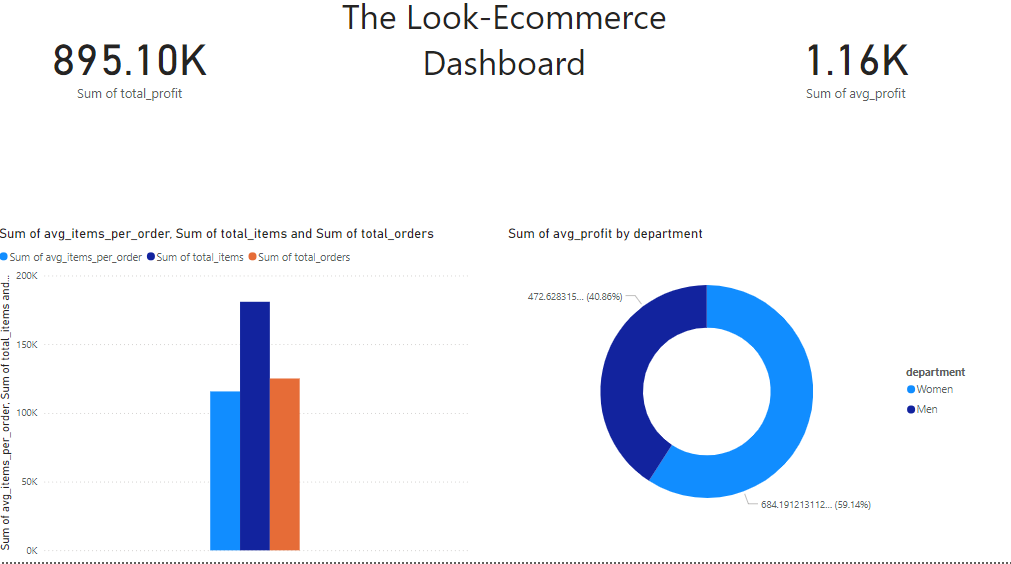 The Look-Ecommerce
Dashboard
895.10K
Sum of total_profit
1.16K
Sum of avg_profit
Sum of avg_items_per_order, Sum of total_items and Sum of total_orders
Sum of avg_items_per_order Sum of total_items Sum of total_orders
Sum of avg_items_per_order, Sum of total_items and...
200K
150K
100K
50K
0K
Sum of avg_profit by department
472.628315... (40.86%)
684.191213112... (59.14%)
department
Women
Men